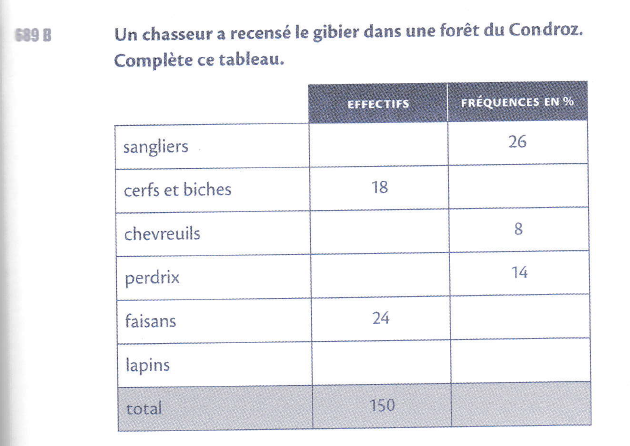 689 B
Un chasseur a recensé le gibier dans une forêt du Condroz.
Complète ce tableau.
EFFECTIFS FRÉQUENCES EN %
sangliers 26
cerfs et biches 18
chevreuils 8
perdrix 14
faisans 24
lapins
total 150